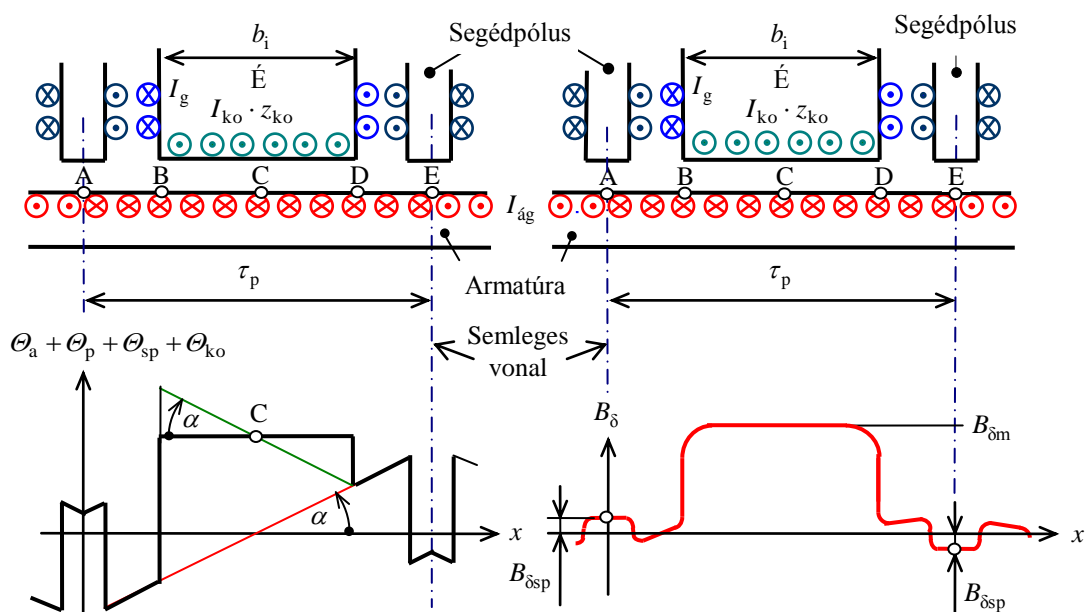 b_i
Segédpólus
b_i
Segédpólus
I_g
É
I_ko · z_ko
I_g
É
I_ko · z_ko
A
B
C
D
E
I_ág
A
B
C
D
E
τ_p
Armatúra
τ_p
Θ_a + Θ_p + Θ_sp + Θ_ko
Semleges
vonal
α
C
B_δ
B_δm
α
x
x
B_δsp
B_δsp